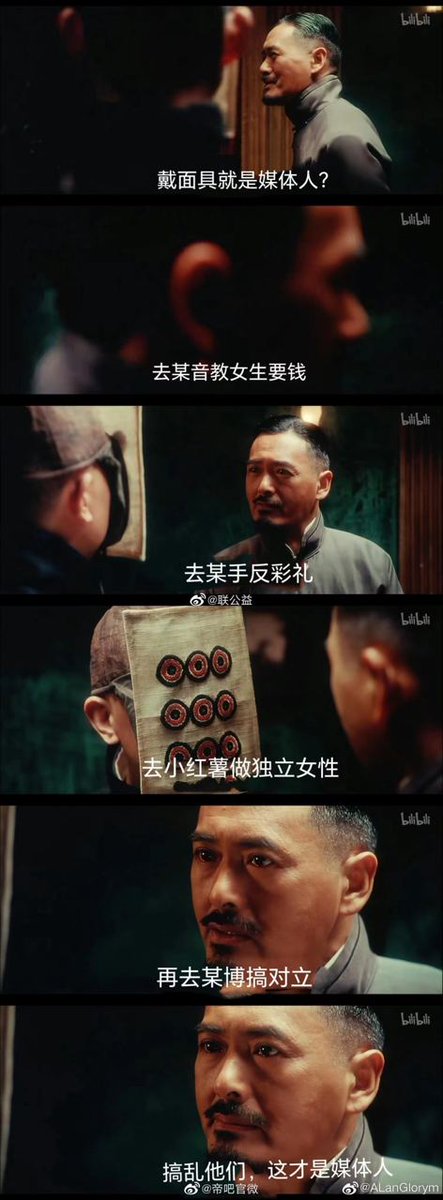 bilibili
戴面具就是媒体人?
bilibili
去某音教女生要钱
bilibili
去某手反彩礼
@联公益
bilibili
去小红薯做独立女性
bilibili
再去某博搞对立
bilibili
搞乱他们，这才是媒体人
@帝吧官微
@ALanGlorym